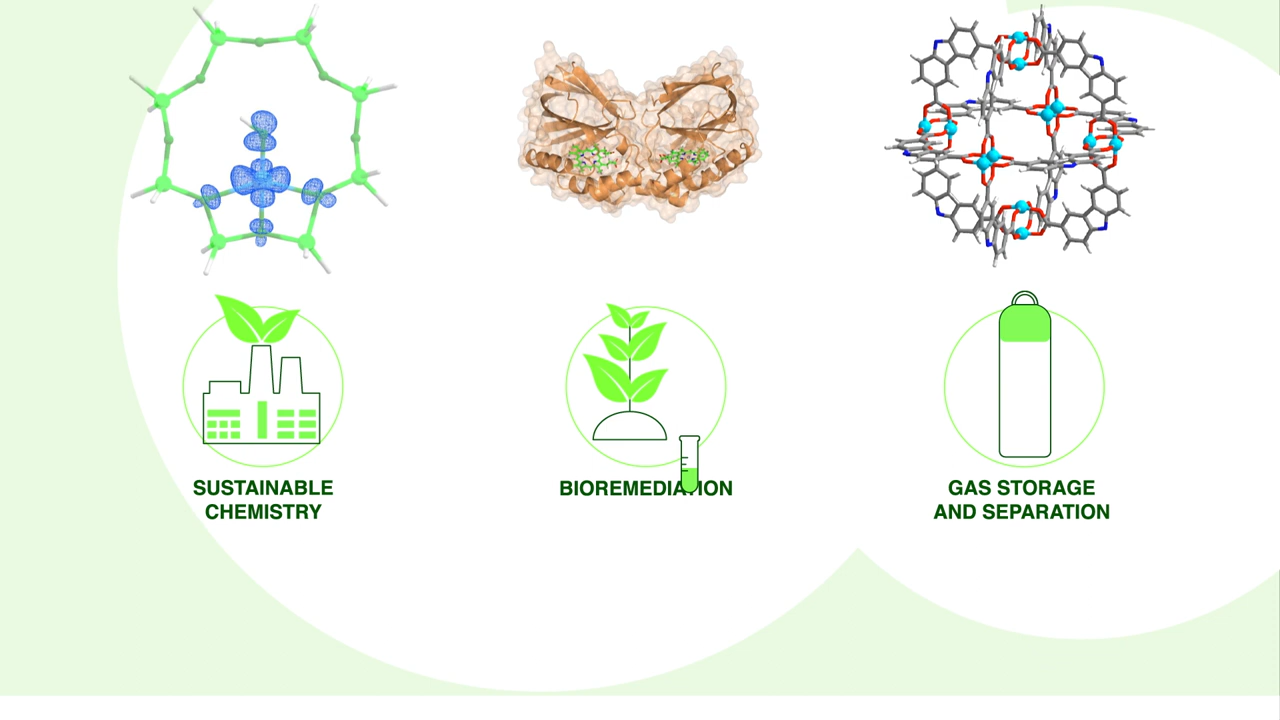 SUSTAINABLE
CHEMISTRY
BIOREMEDIATION
GAS STORAGE
AND SEPARATION